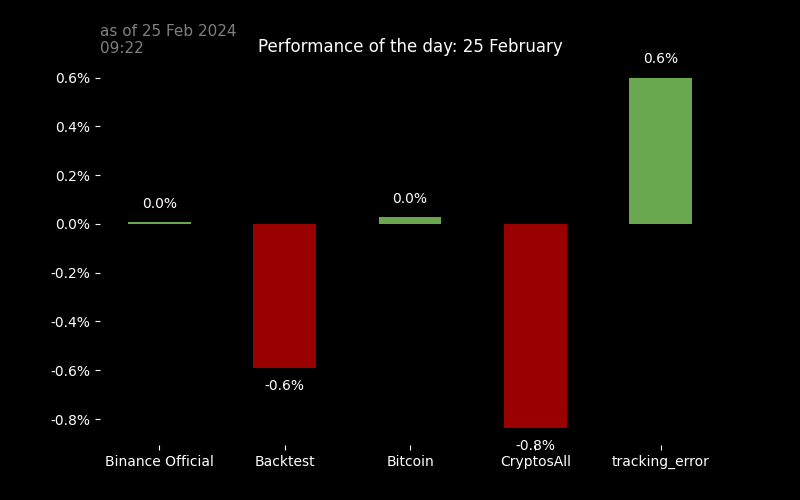 as of 25 Feb 2024
09:22
Performance of the day: 25 February
0.6%
0.6%
0.4%
0.2%
0.0%
0.0%
0.0%
-0.2%
-0.4%
-0.6%
-0.6%
-0.8%
-0.8%
Binance Official
Backtest
Bitcoin
CryptosAll
tracking_error